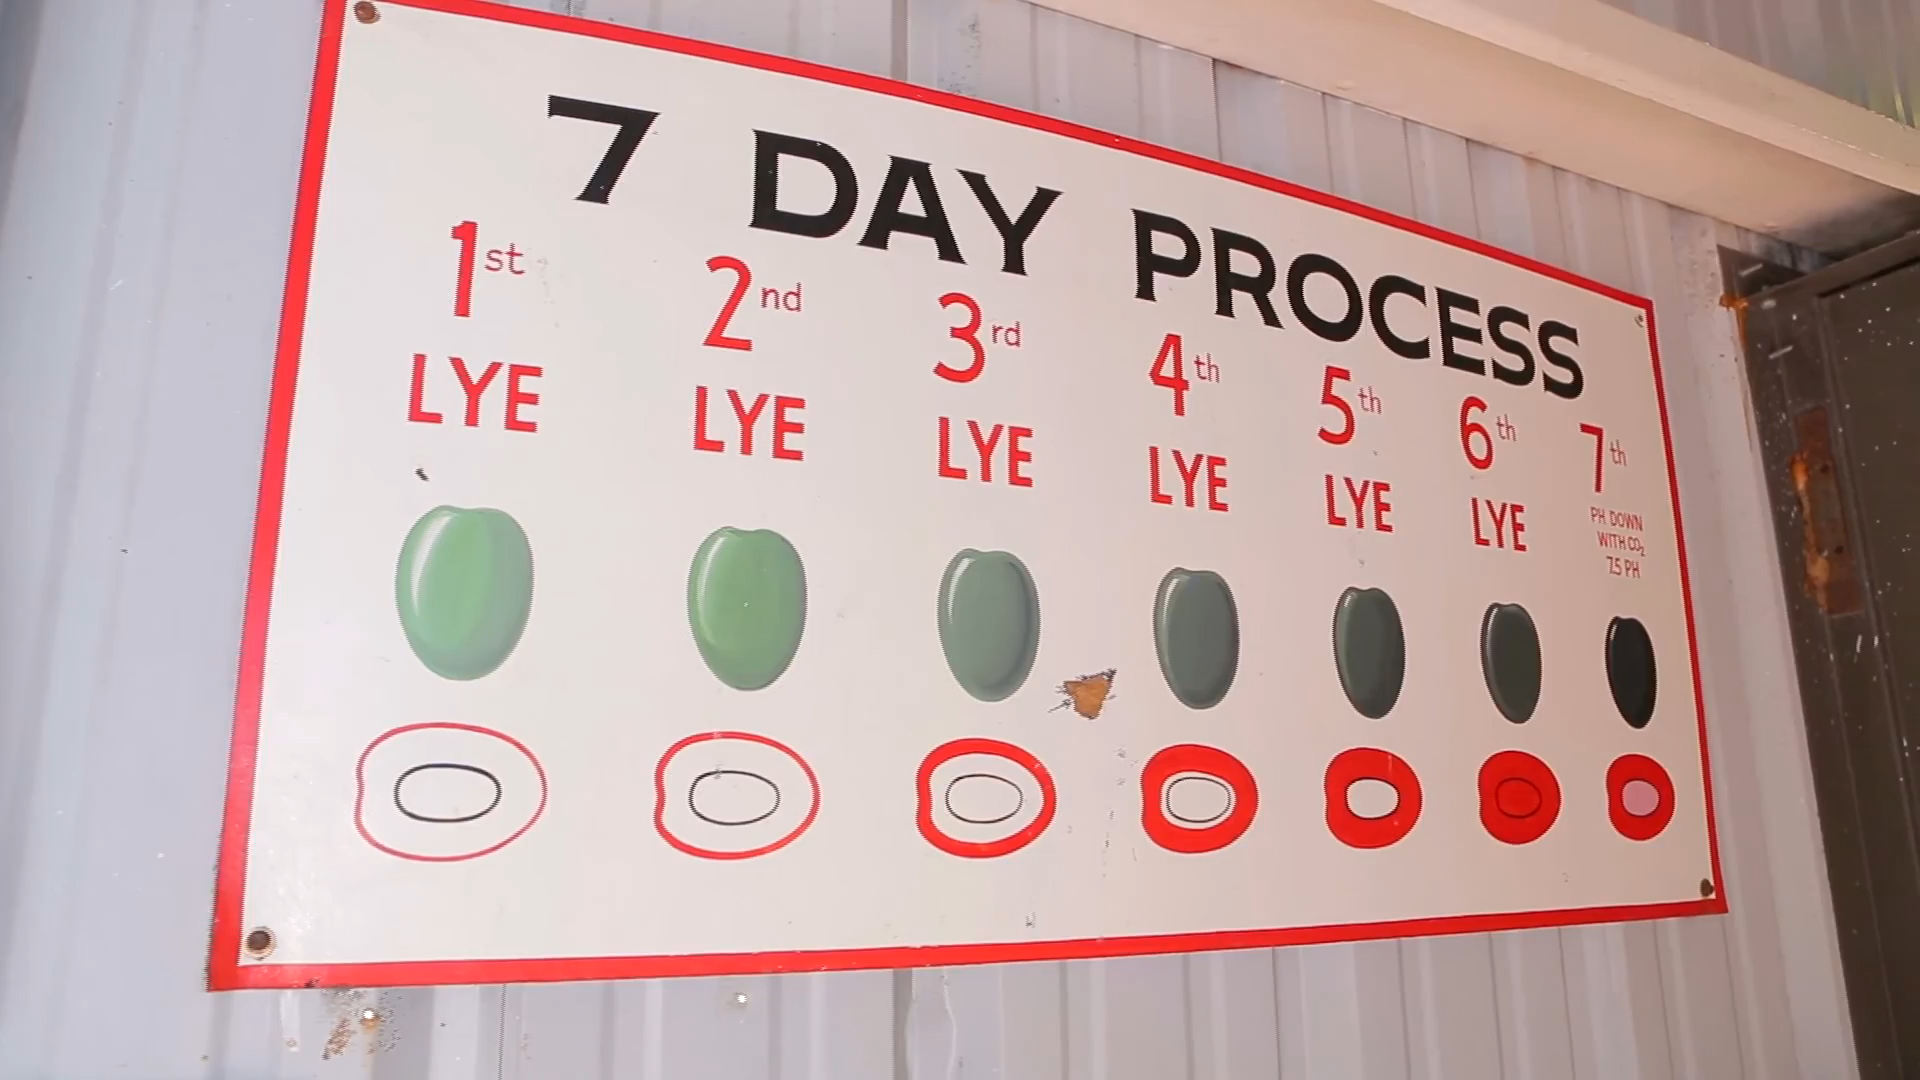 7 DAY PROCESS
1st 2nd 3rd 4th 5th 6th 7th
LYE LYE LYE LYE LYE LYE
PH DOWN
WITH CO₂
7.5 PH